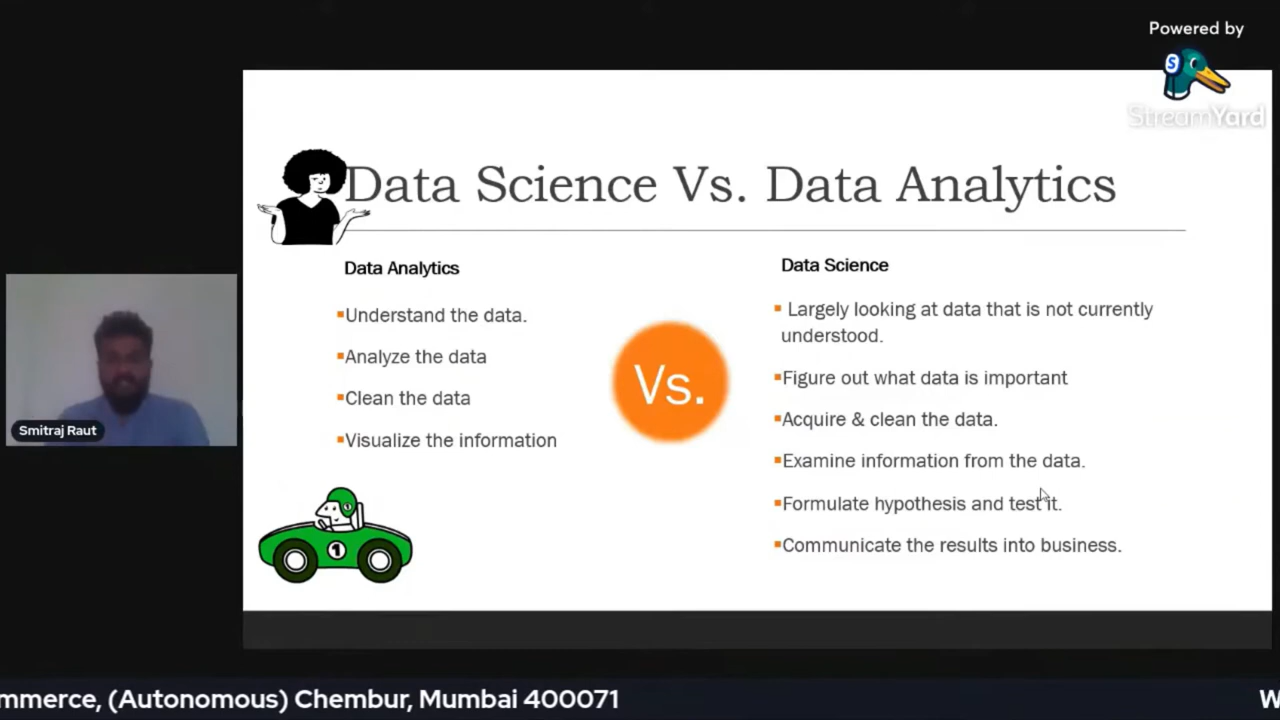 Powered by
StreamYard
Data Science Vs. Data Analytics
Data Analytics
Understand the data.
Analyze the data
Clean the data
Visualize the information
Vs.
Data Science
Largely looking at data that is not currently
understood.
Figure out what data is important
Acquire & clean the data.
Examine information from the data.
Formulate hypothesis and test it.
Communicate the results into business.
Smitraj Raut
1
1
S
mmerce, (Autonomous) Chembur, Mumbai 400071
W